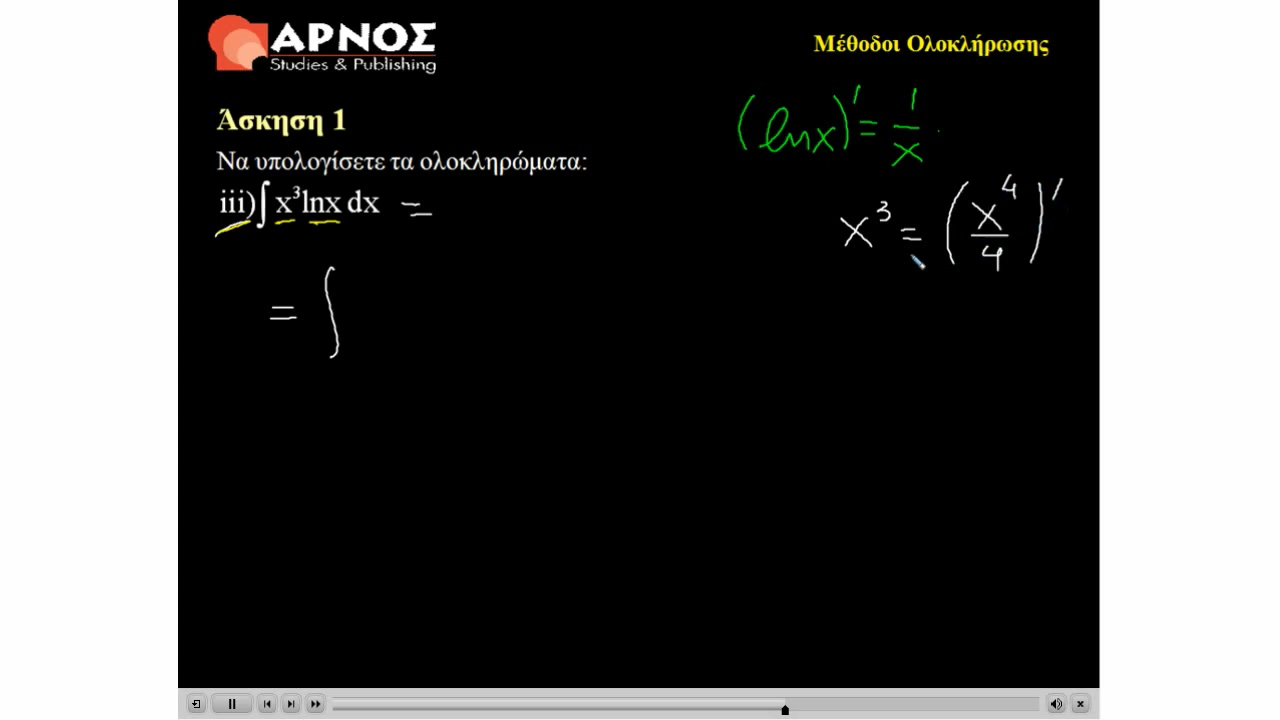 ΑΡΝΟΣ
Studies & Publishing
Μέθοδοι Ολοκλήρωσης
Άσκηση 1
Να υπολογίσετε τα ολοκληρώματα:
iii) ∫ x³lnx dx =
(lnx)' = 1/x
x³ = (x⁴/4)'
= ∫